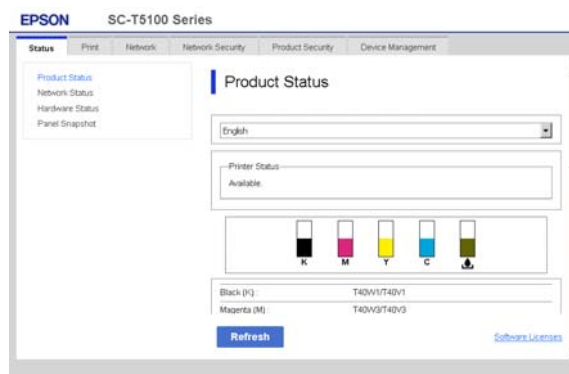 EPSON SC-T5100 Series
Status Print Network Network Security Product Security Device Management
Product Status
Network Status
Hardware Status
Panel Snapshot
Product Status
English
Printer Status
Available.
K M Y C
Black (K) : T40W1/T40V1
Magenta (M) : T40W3/T40V3
Refresh
Software Licenses